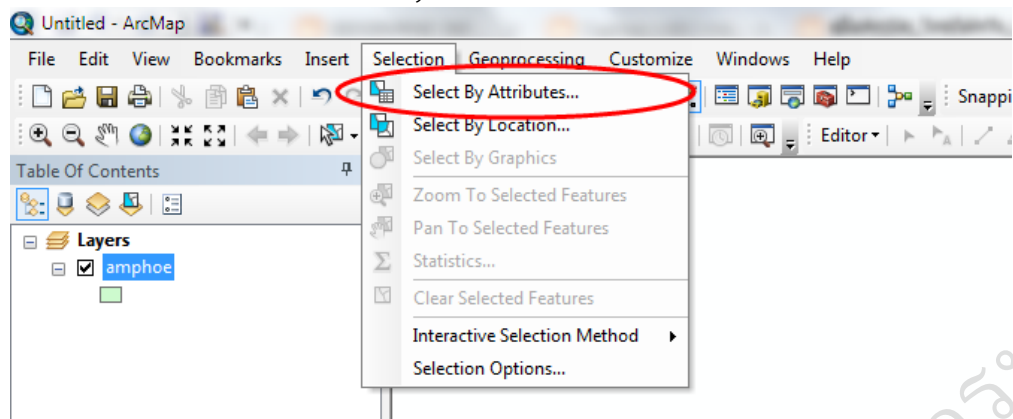 Untitled - ArcMap
File Edit View Bookmarks Insert Selection Geoprocessing Customize Windows Help
Select By Attributes...
Snappi
Select By Location...
Editor
Table Of Contents
Select By Graphics
Zoom To Selected Features
Pan To Selected Features
Layers
Statistics...
amphoe
Clear Selected Features
Interactive Selection Method
Selection Options...